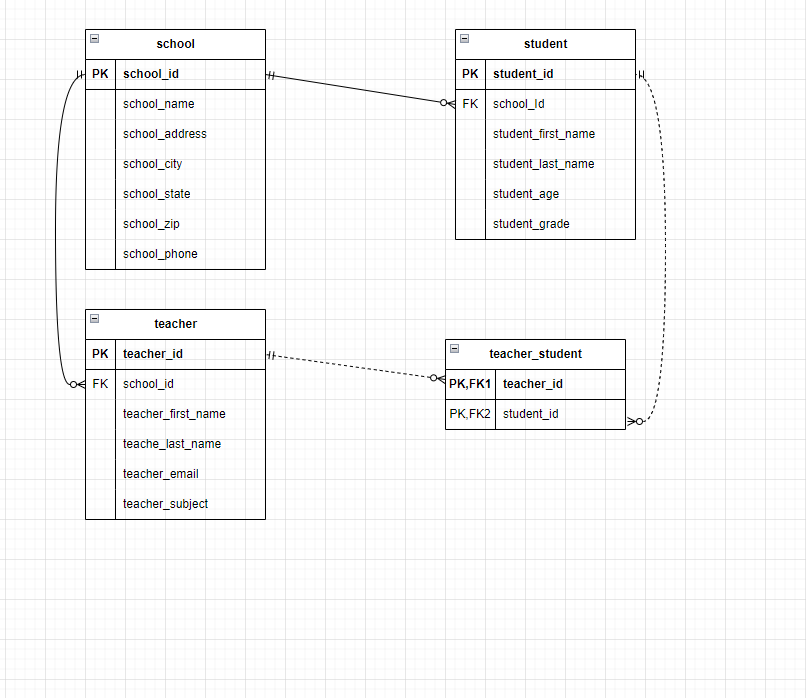 school
PK school_id
school_name
school_address
school_city
school_state
school_zip
school_phone
student
PK student_id
FK school_Id
student_first_name
student_last_name
student_age
student_grade
teacher
PK teacher_id
FK school_id
teacher_first_name
teache_last_name
teacher_email
teacher_subject
teacher_student
PK,FK1 teacher_id
PK,FK2 student_id